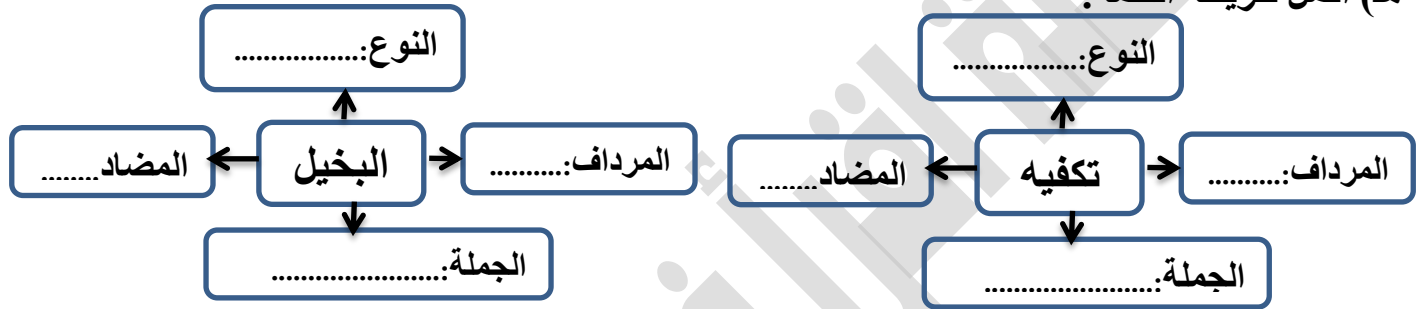 النوع:.................
النوع:.................
المرداف:..........
تكفيه
المضاد........
المرداف:..........
البخيل
المضاد........
الجملة:.......................
الجملة:.......................